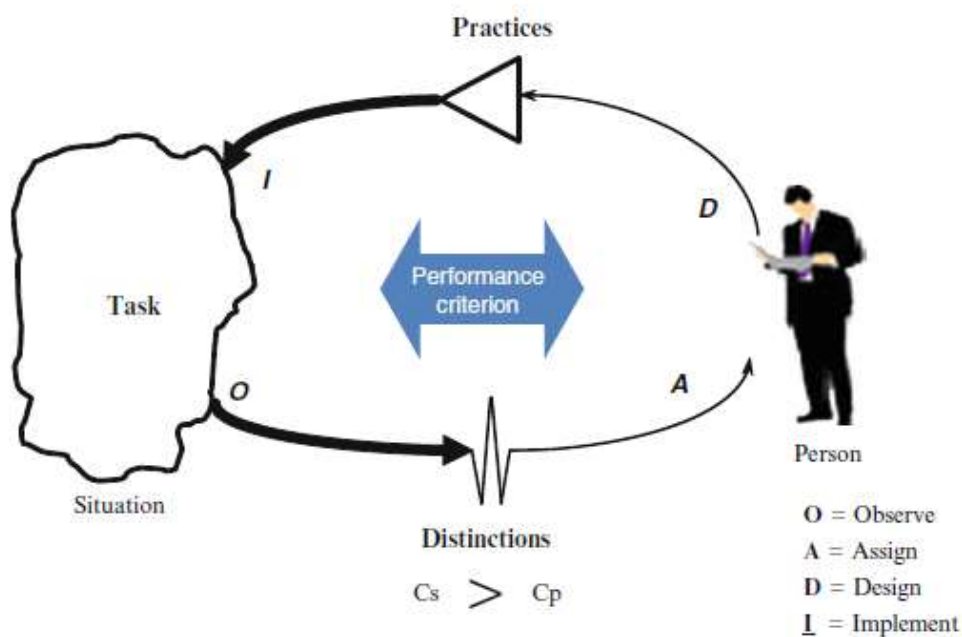 Practices
I
D
Performance
criterion
Task
O
A
Person
Situation
Distinctions
Cs > Cp
O = Observe
A = Assign
D = Design
I = Implement